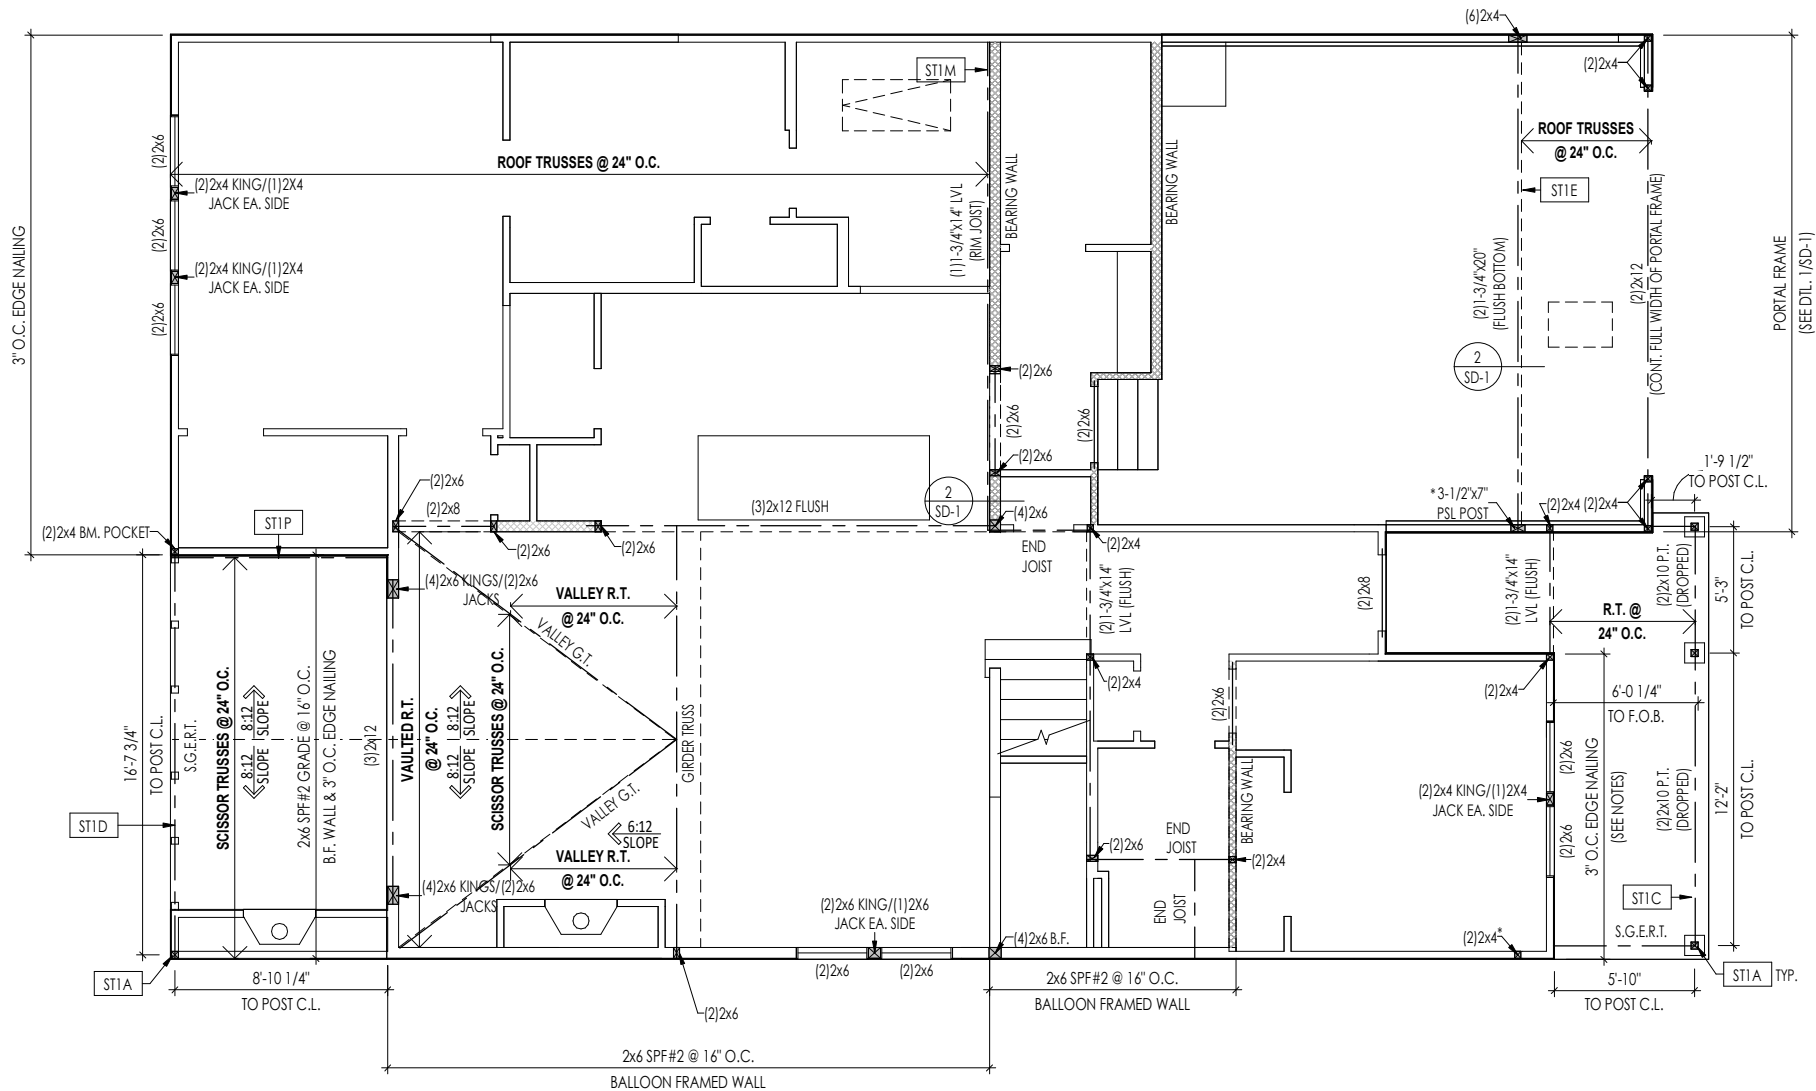 (6)2x4
(2)2x4
ST1M
ROOF TRUSSES
@ 24" O.C.
ROOF TRUSSES @ 24" O.C.
(2)2x6
(2)2x4 KING/(1)2X4
JACK EA. SIDE
(2)2x6
(2)2x4 KING/(1)2X4
JACK EA. SIDE
(2)2x6
3" O.C. EDGE NAILING
(1)1-3/4"x14" LVL
(RIM JOIST)
BEARING WALL
BEARING WALL
ST1E
(2)1-3/4"x20"
(FLUSH BOTTOM)
(2)2x12
(CONT. FULL WIDTH OF PORTAL FRAME)
PORTAL FRAME
(SEE DTL. 1/SD-1)
2
SD-1
(2)2x6
(2)2x6
(2)2x6
(2)2x6
1'-9 1/2"
TO POST C.L.
(2)2x6
(2)2x8
(3)2x12 FLUSH
2
SD-1
(4)2x6
*3-1/2"x7"
PSL POST
(2)2x4
(2)2x4
ST1P
(2)2x4 BM. POCKET
(2)2x6
(2)2x6
END
JOIST
(2)2x4
(4)2x6 KINGS/(2)2x6
JACKS
VALLEY R.T.
@ 24" O.C.
(2)1-3/4"x14"
LVL (FLUSH)
(2)2x8
(2)1-3/4"x14"
LVL (FLUSH)
(2)2x10 P.T.
(DROPPED)
5'-3"
TO POST C.L.
R.T. @
24" O.C.
VALLEY G.T.
16'-7 3/4"
TO POST C.L.
S.G.E.R.T.
SCISSOR TRUSSES @ 24" O.C.
8:12
SLOPE
8:12
SLOPE
2x6 SPF#2 GRADE @ 16" O.C.
B.F. WALL & 3" O.C. EDGE NAILING
(3)2x12
VAULTED R.T.
@ 24" O.C.
8:12
SLOPE
8:12
SLOPE
SCISSOR TRUSSES @ 24" O.C.
GIRDER TRUSS
(2)2x4
(2)2x6
(2)2x4
6'-0 1/4"
TO F.O.B.
VALLEY G.T.
6:12
SLOPE
ST1D
BEARING WALL
(2)2x4 KING/(1)2X4
JACK EA. SIDE
(2)2x6
(2)2x6
3" O.C. EDGE NAILING
(SEE NOTES)
(2)2x10 P.T.
(DROPPED)
12'-2"
TO POST C.L.
VALLEY R.T.
@ 24" O.C.
(2)2x6
END
JOIST
(2)2x4
(4)2x6 KINGS/(2)2x6
JACKS
(2)2x6 KING/(1)2X6
JACK EA. SIDE
END
JOIST
ST1C
S.G.E.R.T.
(4)2x6 B.F.
(2)2x4*
ST1A
8'-10 1/4"
TO POST C.L.
(2)2x6
(2)2x6
2x6 SPF#2 @ 16" O.C.
BALLOON FRAMED WALL
5'-10"
TO POST C.L.
ST1A
TYP.
(2)2x6
2x6 SPF#2 @ 16" O.C.
BALLOON FRAMED WALL